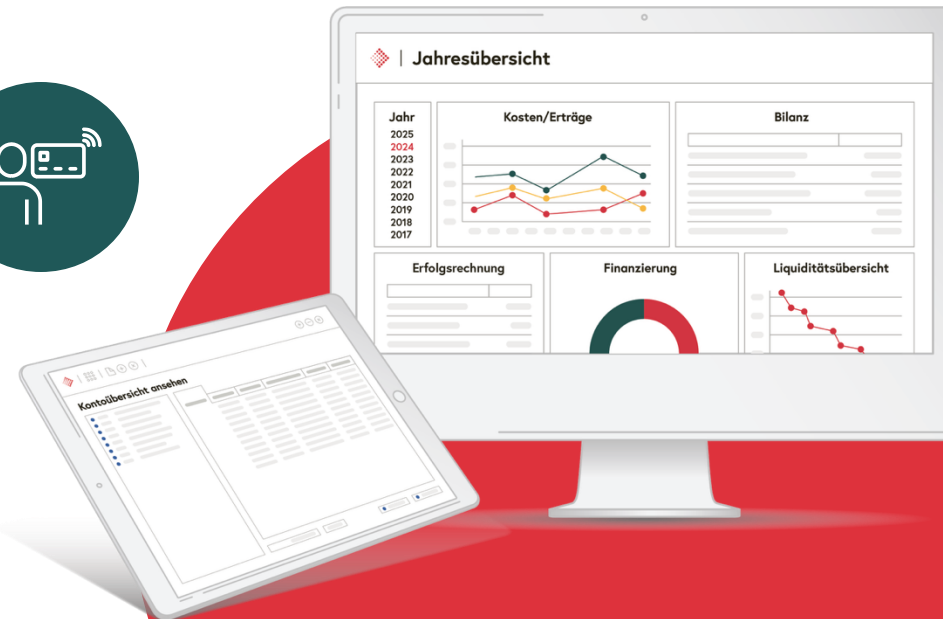 Jahresübersicht
Jahr
2025
2024
2023
2022
2021
2020
2019
2018
2017
Kosten/Erträge
Bilanz
Erfolgsrechnung
Finanzierung
Liquiditätsübersicht
Kontoübersicht ansehen